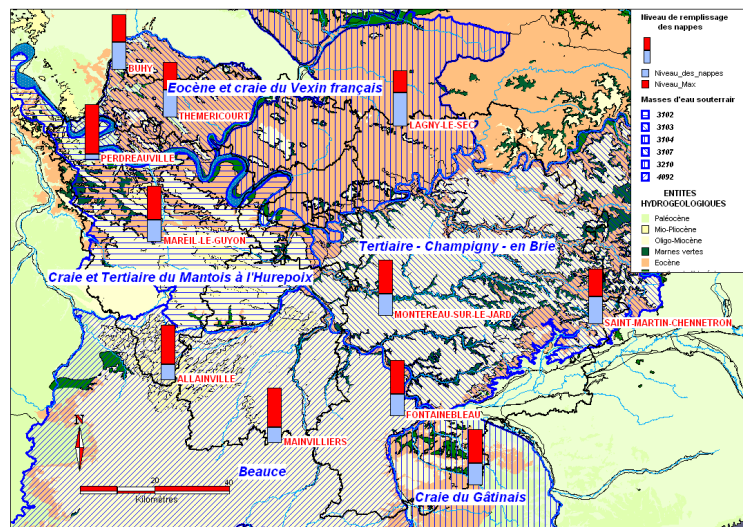 Niveau de remplissage
des nappes
Niveau_des_nappes
Niveau_Max
Masses d'eau souterrain
3102
3103
3104
3107
3210
4092
ENTITES
HYDROGEOLOGIQUES
Paléocène
Mio-Pliocène
Oligo-Miocène
Marnes vertes
Eocène
BUHY
Eocène et craie du Vexin français
THEMERICOURT
LAGNY-LE-SEC
PERDREAUVILLE
MAREIL-LE-GUYON
Tertiaire - Champigny - en Brie
Craie et Tertiaire du Mantois à l'Hurepoix
MONTEREAU-SUR-LE JARD
SAINT-MARTIN-CHENNETRON
ALLAINVILLE
FONTAINEBLEAU
MAINVILLIERS
N
Beauce
20 40
Kilomètres
Craie du Gâtinais